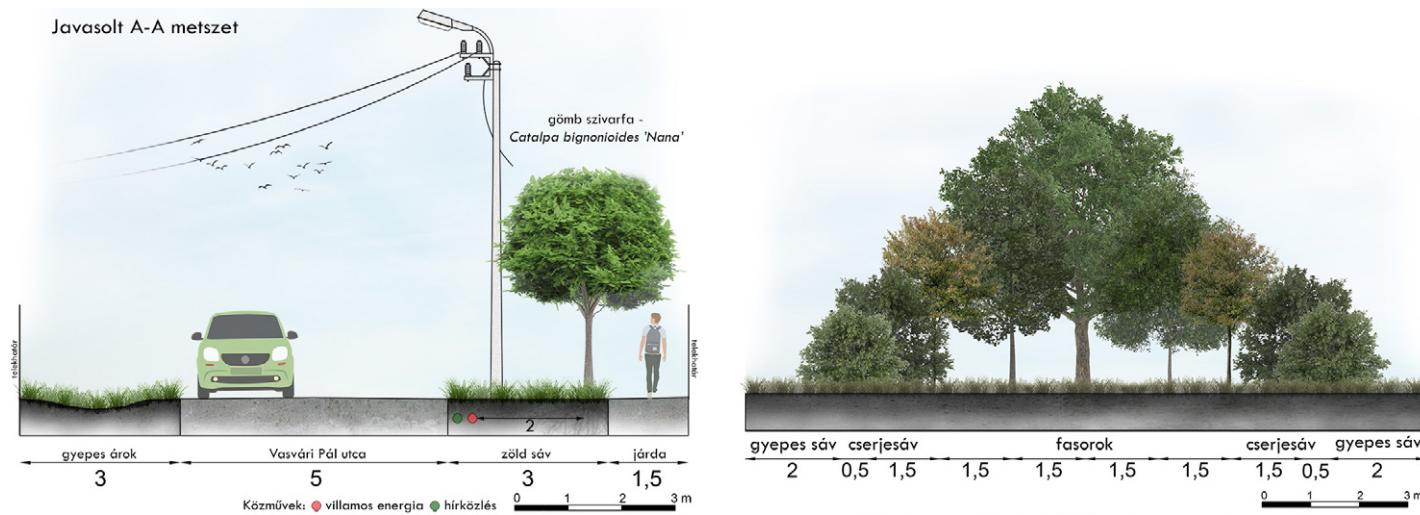 Javasolt A-A metszet
gömb szivarfa -
Catalpa bignonioides 'Nana'
telekhatár
telekhatár
2
gyepes árok
Vasvári Pál utca
zöld sáv
járda
3
5
3
1,5
Közművek: villamos energia hírközlés
0 1 2 3 m
gyepes sáv cserjesáv fasorok cserjesáv gyepes sáv
2 0,5 1,5 1,5 1,5 1,5 1,5 1,5 0,5 2
0 1 2 3 m